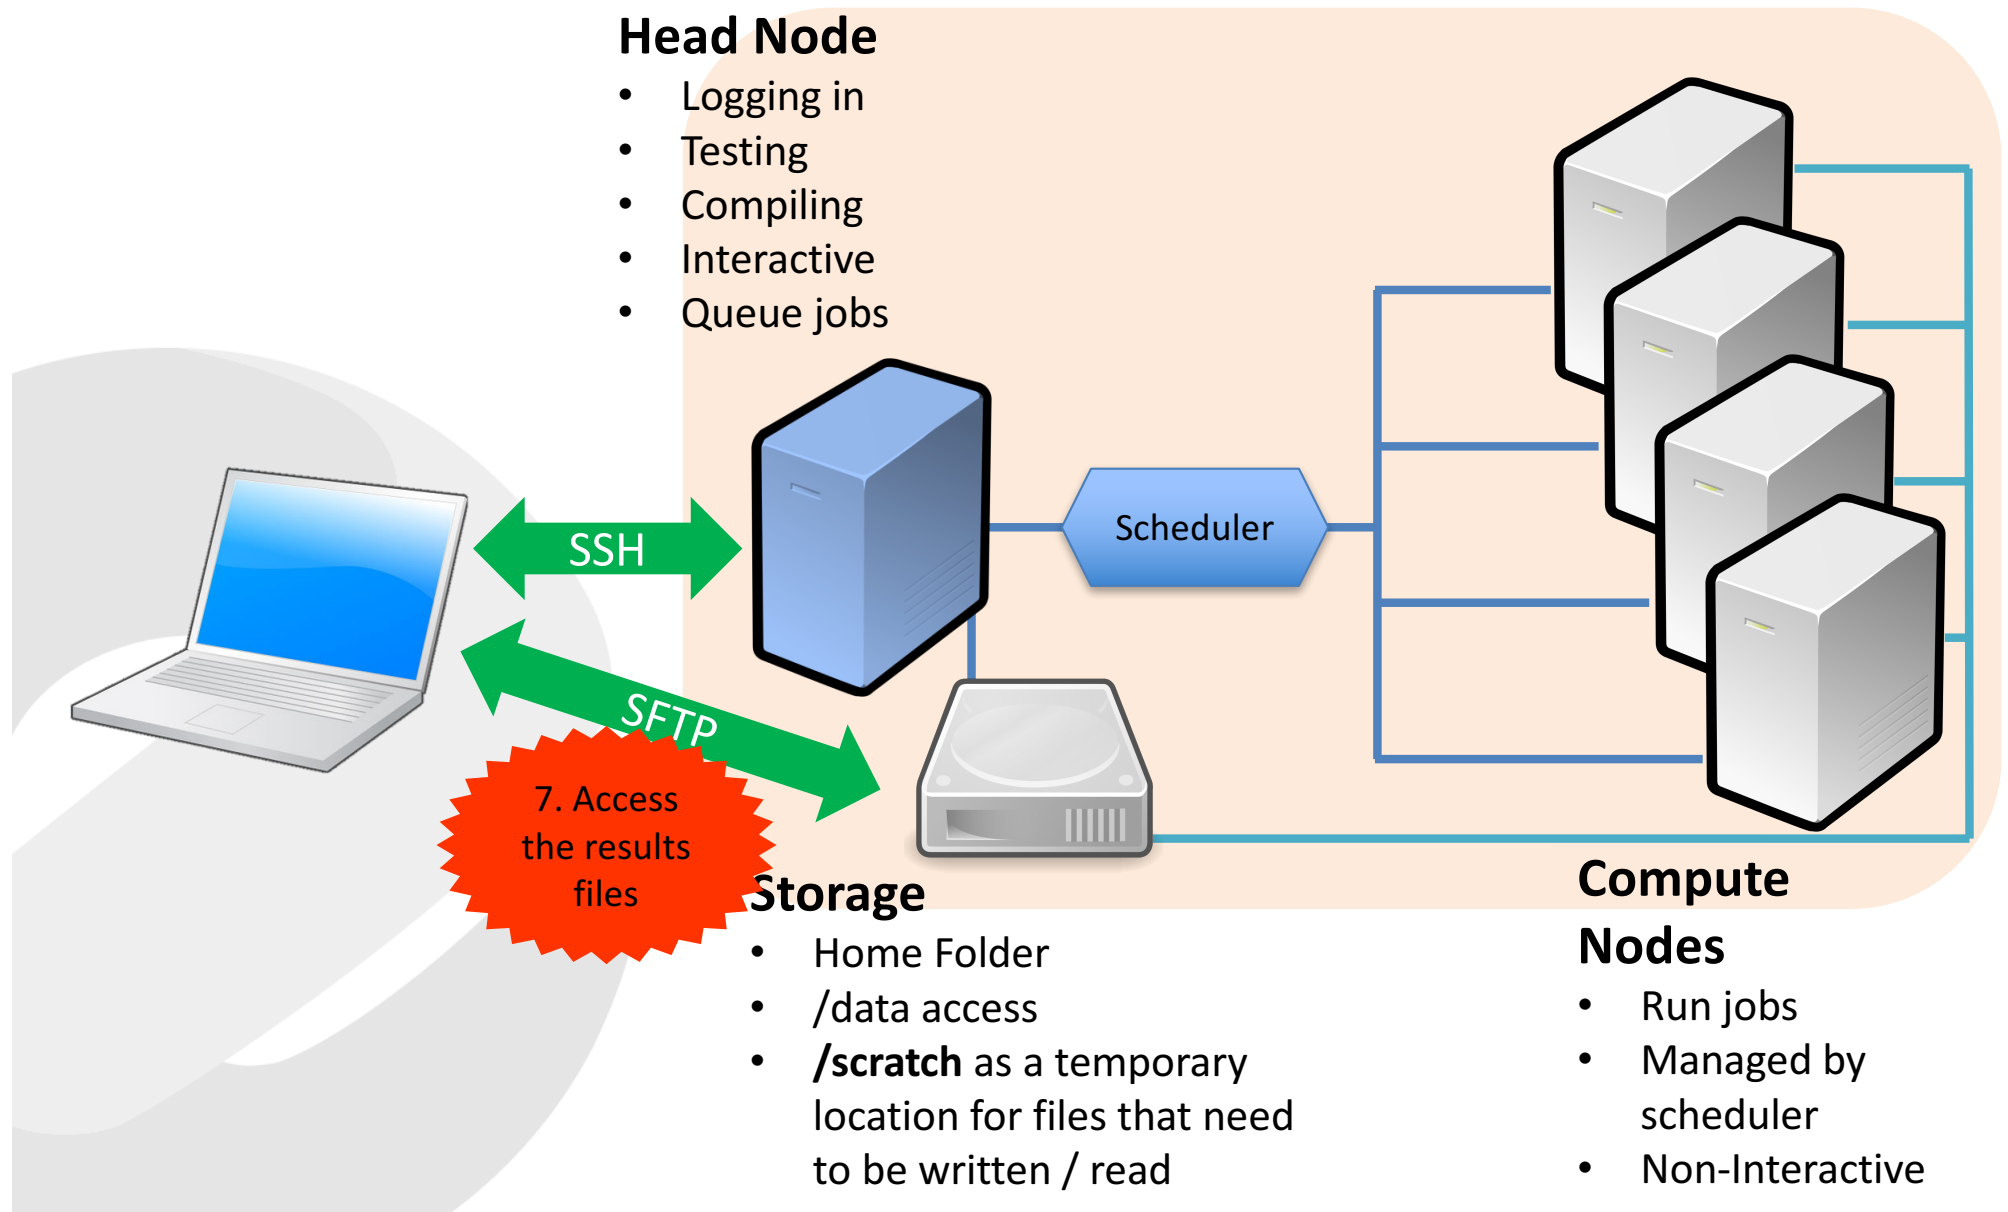 Head Node
• Logging in
• Testing
• Compiling
• Interactive
• Queue jobs
SSH
Scheduler
SFTP
7. Access
the results
files
Storage
• Home Folder
• /data access
• /scratch as a temporary
location for files that need
to be written / read
Compute
Nodes
• Run jobs
• Managed by
scheduler
• Non-Interactive